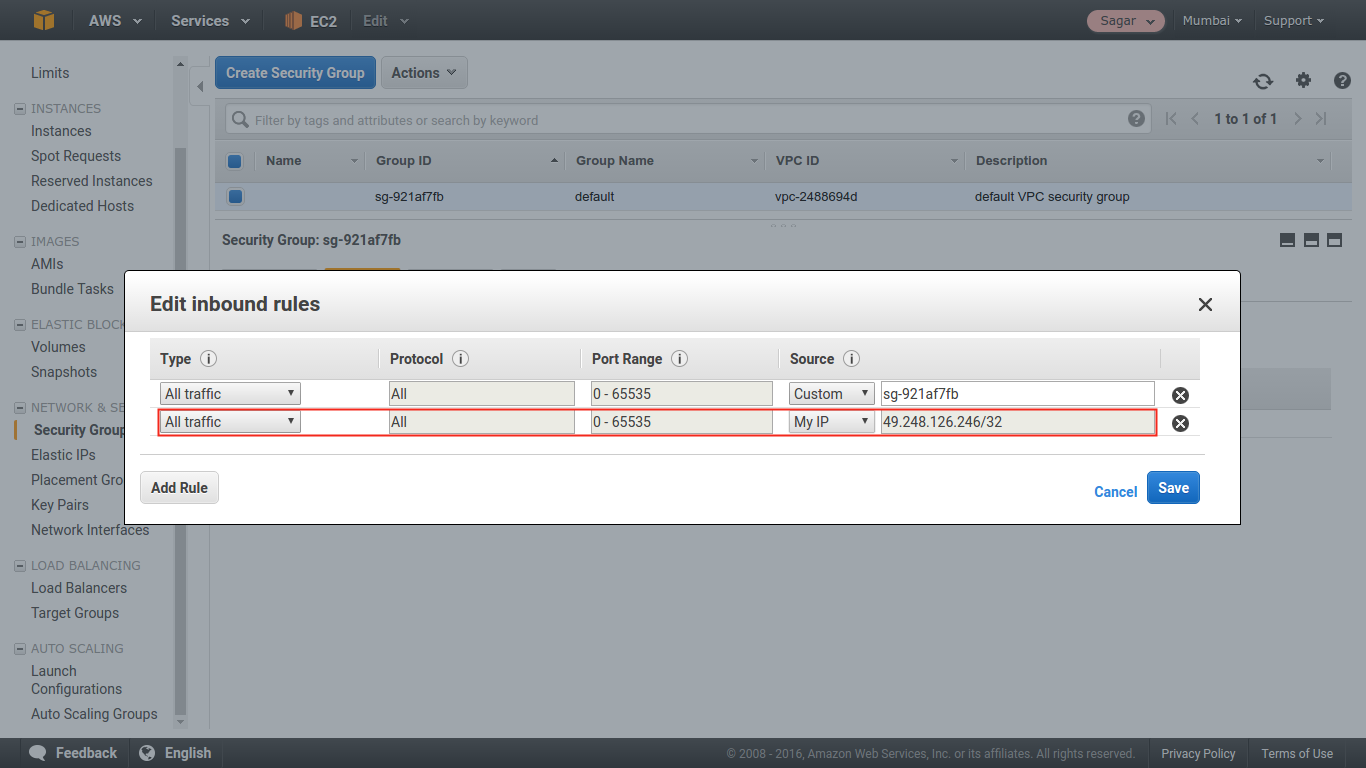 AWS Services EC2 Edit Sagar Mumbai Support
Limits
INSTANCES
Instances
Spot Requests
Reserved Instances
Dedicated Hosts
IMAGES
AMIs
Bundle Tasks
ELASTIC BLOCK
Volumes
Snapshots
NETWORK & SE
Security Group
Elastic IPs
Placement Gro
Key Pairs
Network Interfaces
LOAD BALANCING
Load Balancers
Target Groups
AUTO SCALING
Launch
Configurations
Auto Scaling Groups
Create Security Group Actions
Filter by tags and attributes or search by keyword 1 to 1 of 1
Name Group ID Group Name VPC ID Description
sg-921af7fb default vpc-2488694d default VPC security group
Security Group: sg-921af7fb
Edit inbound rules
Type Protocol Port Range Source
All traffic All 0 - 65535 Custom sg-921af7fb
All traffic All 0 - 65535 My IP 49.248.126.246/32
Add Rule Cancel Save
Feedback English © 2008 - 2016, Amazon Web Services, Inc. or its affiliates. All rights reserved. Privacy Policy Terms of Use